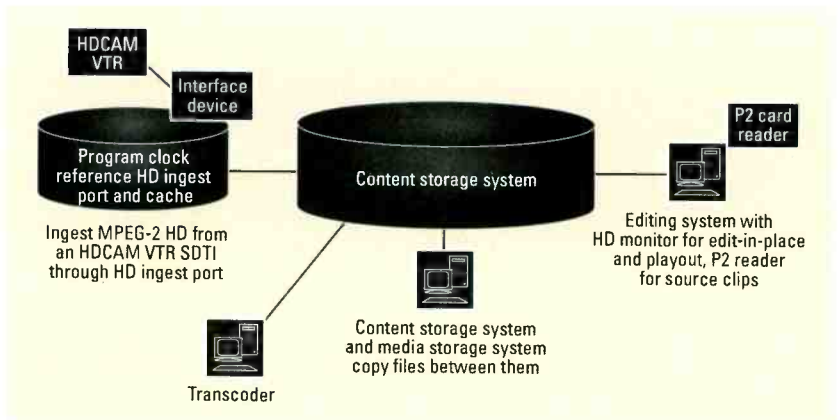 HDCAM
VTR
Interface
device
Program clock
reference HD ingest
port and cache
Ingest MPEG-2 HD from
an HDCAM VTR SDTI
through HD ingest port
Content storage system
P2 card
reader
Editing system with
HD monitor for edit-in-place
and playout, P2 reader
for source clips
Content storage system
and media storage system
copy files between them
Transcoder